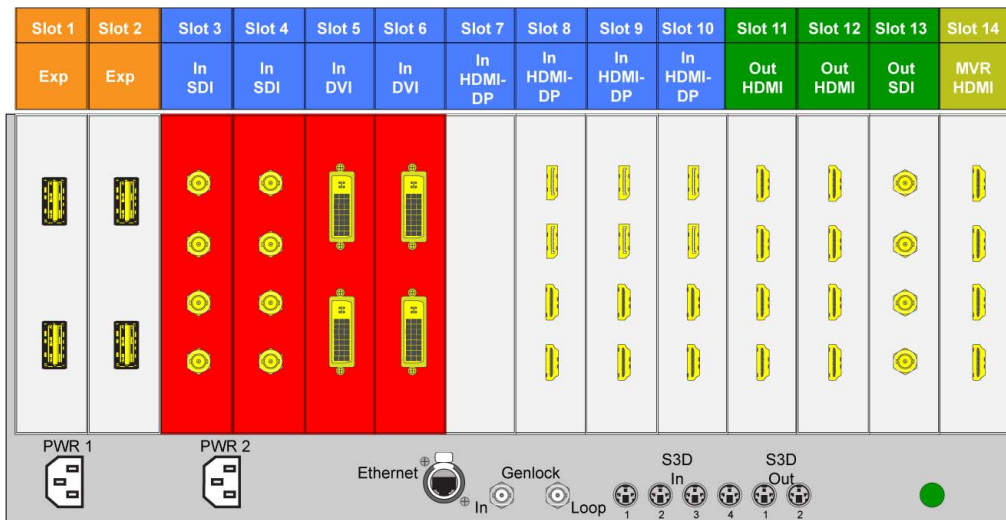 Slot 1 Slot 2 Slot 3 Slot 4 Slot 5 Slot 6 Slot 7 Slot 8 Slot 9 Slot 10 Slot 11 Slot 12 Slot 13 Slot 14
Exp
Exp
In
SDI
In
SDI
In
DVI
In
DVI
In
HDMI-
DP
In
HDMI-
DP
In
HDMI-
DP
In
HDMI-
DP
Out
HDMI
Out
HDMI
Out
SDI
MVR
HDMI
PWR 1
PWR 2
Ethernet
Genlock
In
Loop
S3D
In
1 2 3 4
S3D
Out
1 2